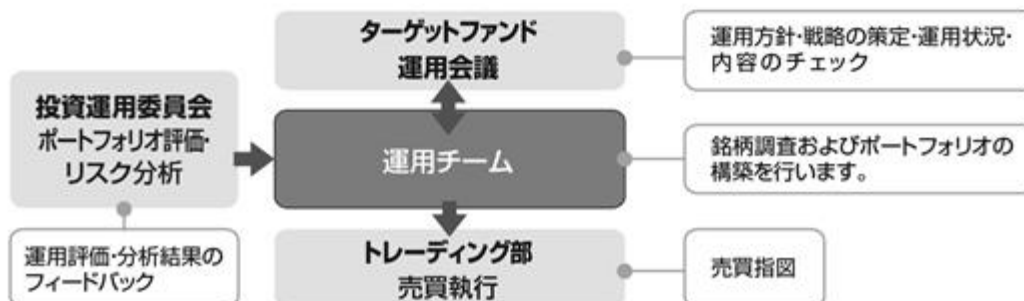 ターゲットファンド
運用会議
運用方針・戦略の策定・運用状況・
内容のチェック
投資運用委員会
ポートフォリオ評価・
リスク分析
運用チーム
銘柄調査およびポートフォリオの
構築を行います。
運用評価・分析結果の
フィードバック
トレーディング部
売買執行
売買指図